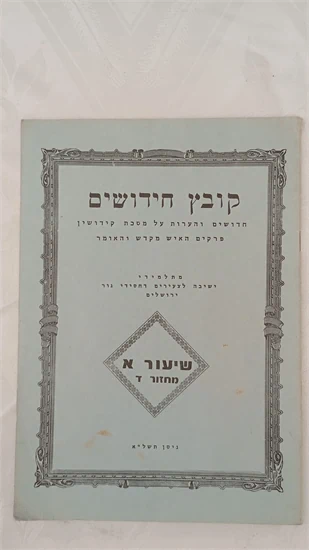 קובץ חידושים
חדושים והערות על מסכת קידושין
פרקים האיש מקדש והאומר
מתלמידי
ישיבה לצעירים דחסידי גור
ירושלים
שיעור א
מחזור ד
ניסן תשל״א